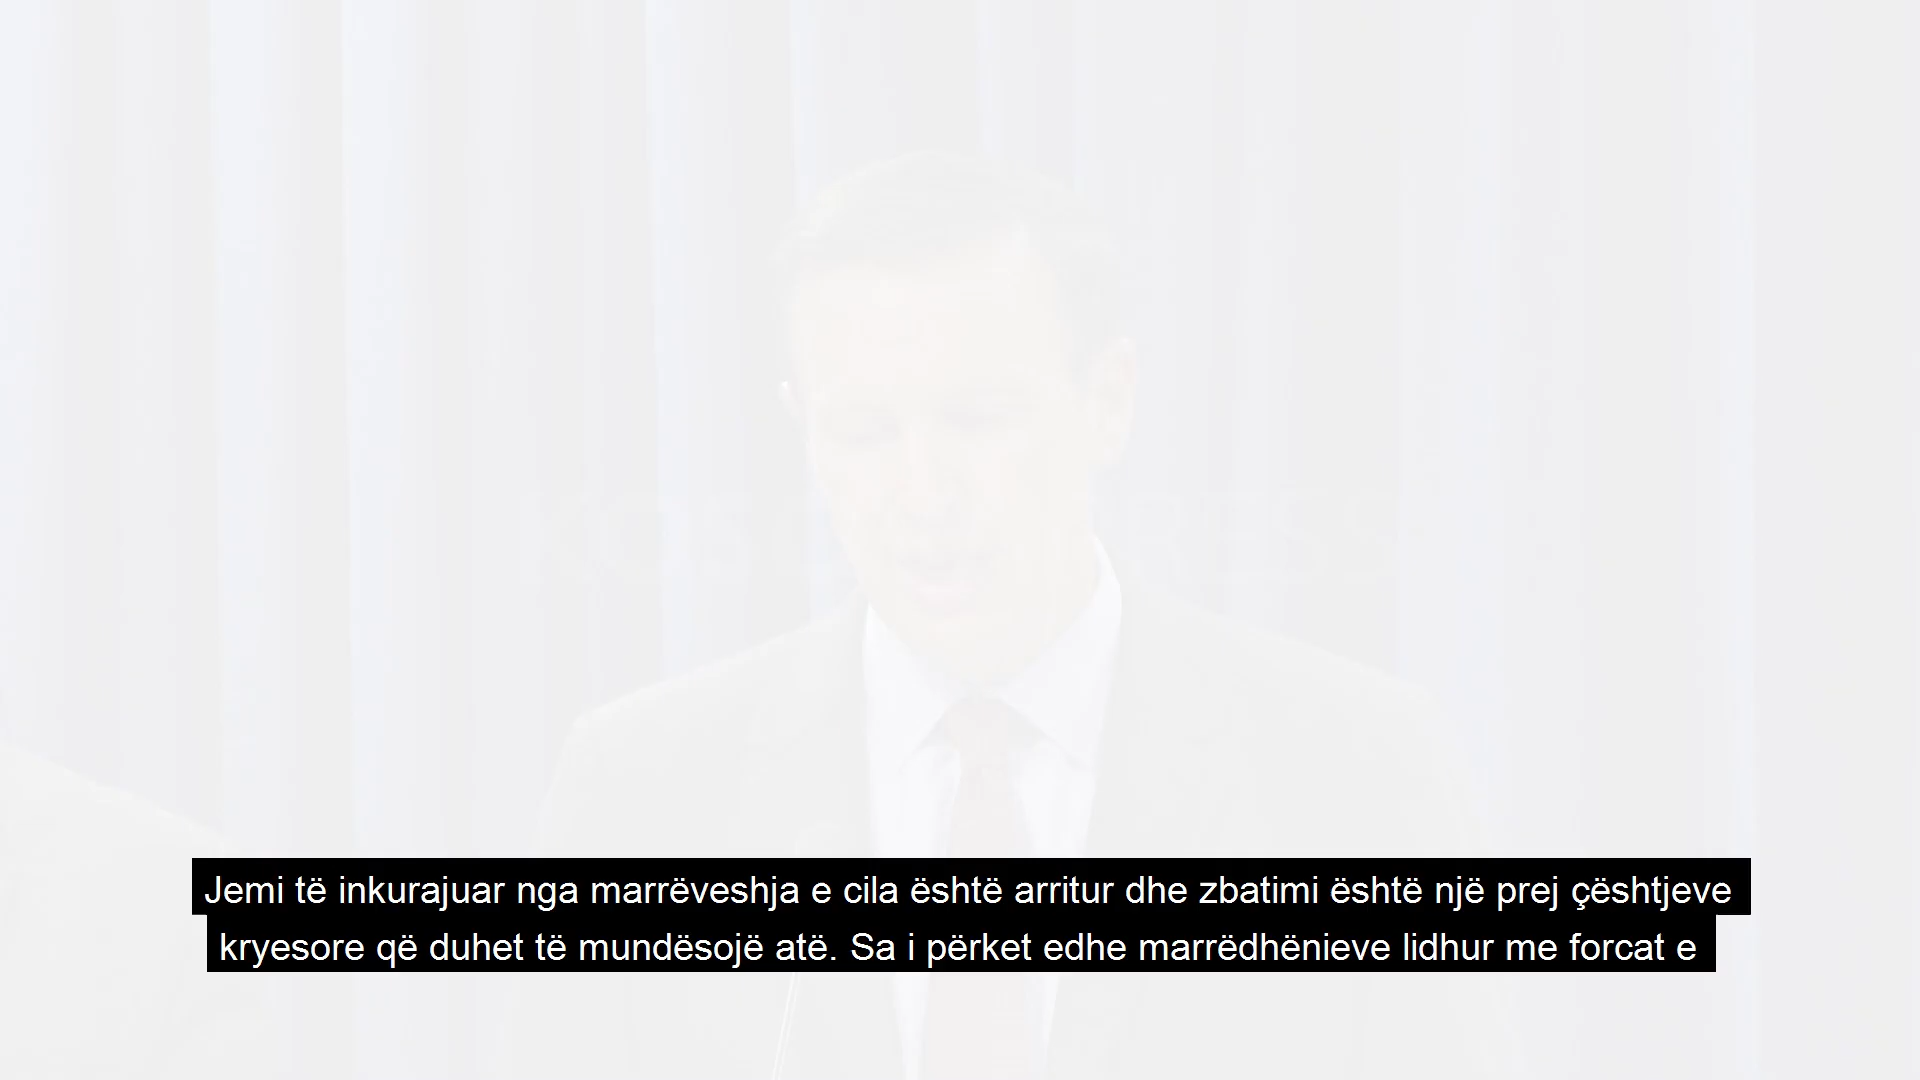 Jemi të inkurajuar nga marrëveshja e cila është arritur dhe zbatimi është një prej çështjeve
kryesore që duhet të mundësojë atë. Sa i përket edhe marrëdhënieve lidhur me forcat e